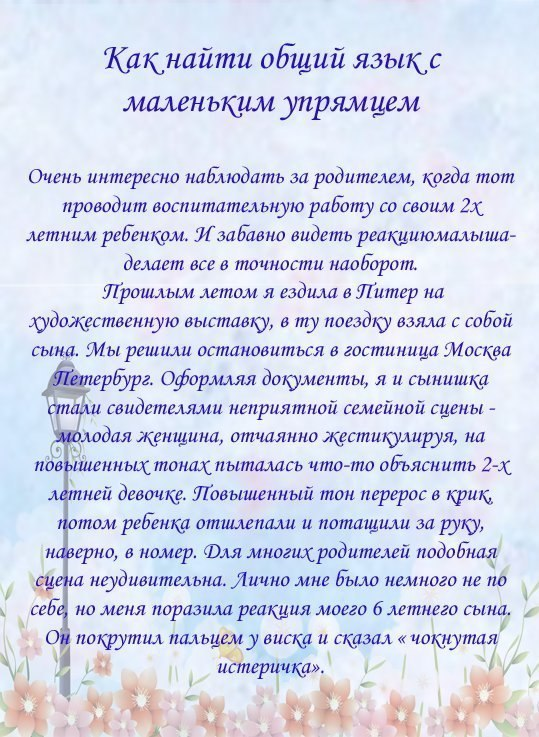 Как найти общий язык с
маленьким упрямцем
Очень интересно наблюдать за родителем, когда тот
проводит воспитательную работу со своим 2х
летним ребенком. И забавно видеть реакциюмалыша-
делает все в точности наоборот.
Прошлым летом я ездила в Питер на
художественную выставку, в ту поездку взяла с собой
сына. Мы решили остановиться в гостиница Москва
Петербург. Оформляя документы, я и сынишка
стали свидетелями неприятной семейной сцены -
молодая женщина, отчаянно жестикулируя, на
повышенных тонах пыталась что-то объяснить 2-х
летней девочке. Повышенный тон перерос в крик,
потом ребенка отшлепали и потащили за руку,
наверно, в номер. Для многих родителей подобная
сцена неудивительна. Лично мне было немного не по
себе, но меня поразила реакция моего 6 летнего сына.
Он покрутил пальцем у виска и сказал « чокнутая
истеричка».